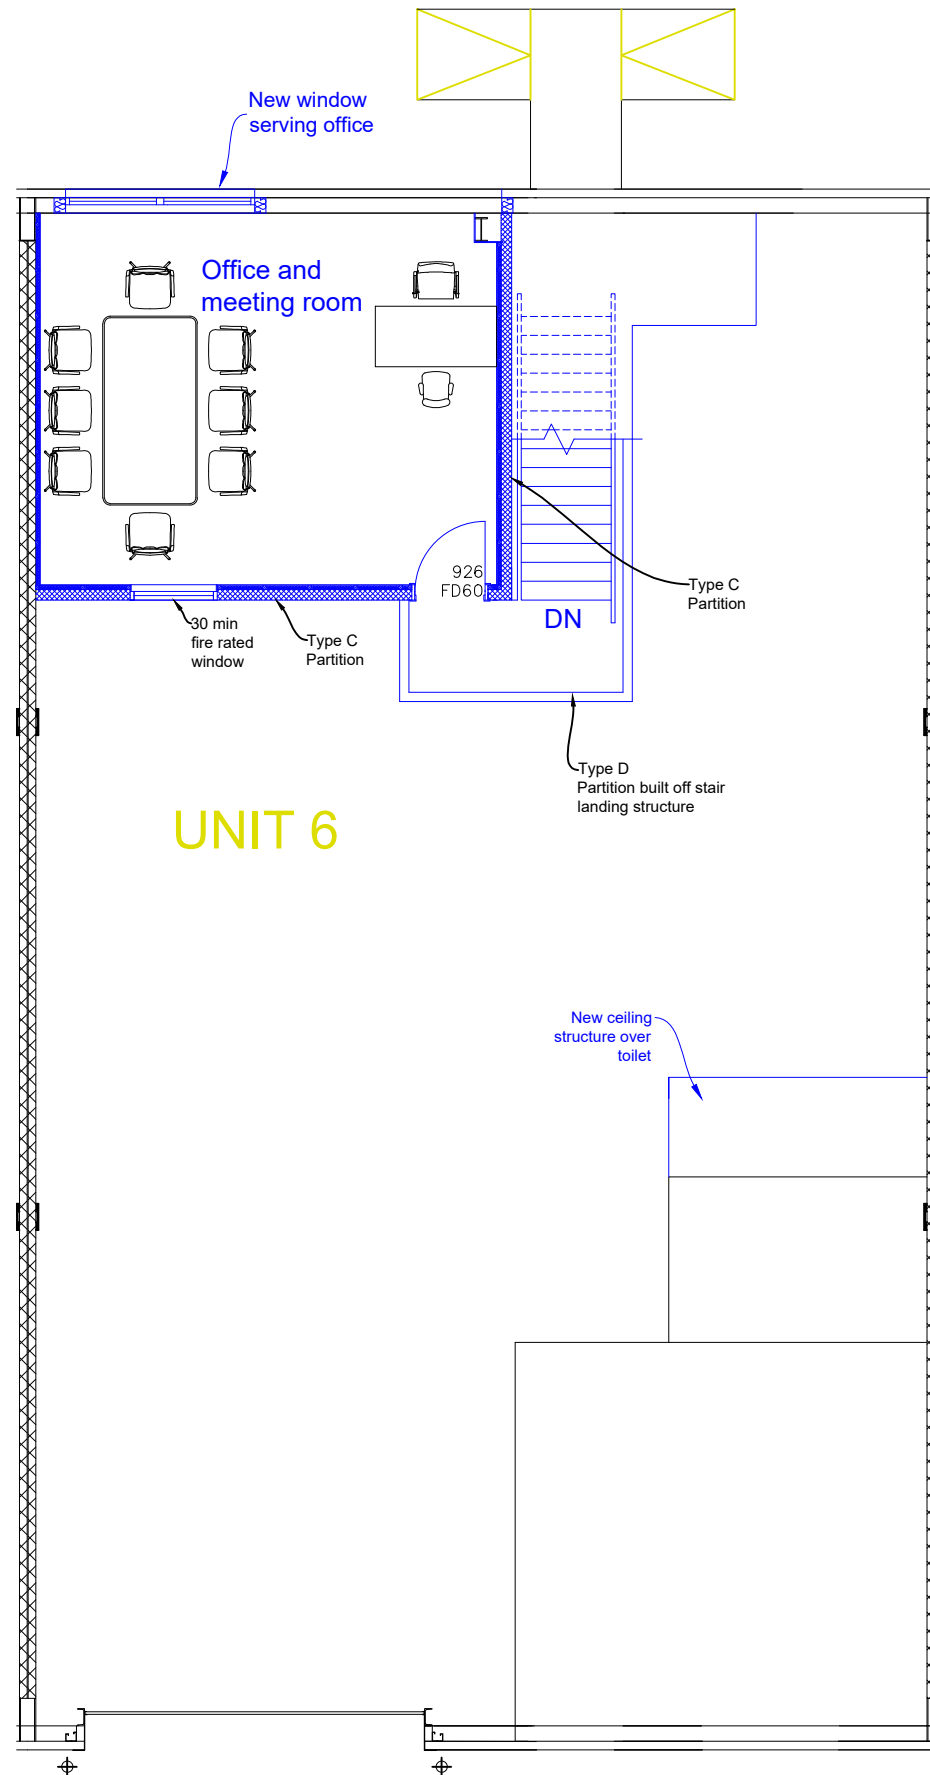 New window
serving office
Office and
meeting room
926
FD60
DN
Type C
Partition
30 min
fire rated
window
Type C
Partition
Type D
Partition built off stair
landing structure
UNIT 6
New ceiling
structure over
toilet